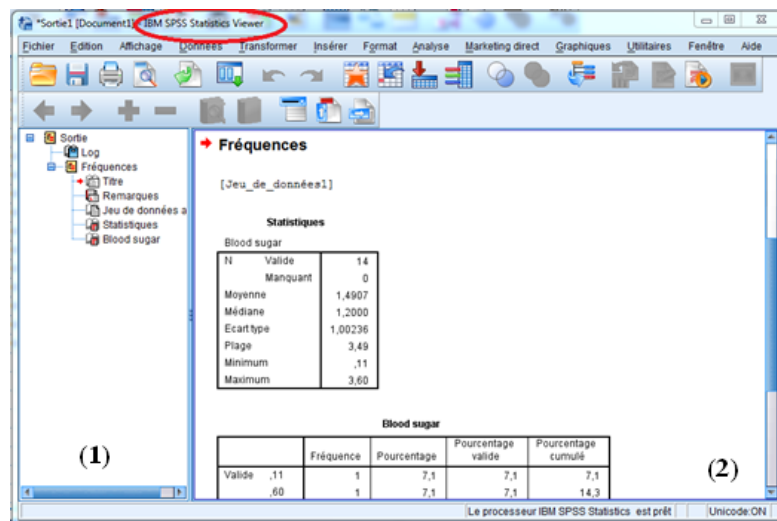 *Sortie1 [Document1] - IBM SPSS Statistics Viewer
Fichier Edition Affichage Données Transformer Insérer Format Analyse Marketing direct Graphiques Utilitaires Fenêtre Aide
Sortie
Log
Fréquences
Titre
Remarques
Jeu de données a
Statistiques
Blood sugar
(1)
Fréquences
[Jeu_de_données1]
Statistiques
Blood sugar
N Valide 14
Manquant 0
Moyenne 1,4907
Médiane 1,2000
Ecart type 1,00236
Plage 3,49
Minimum ,11
Maximum 3,60
Blood sugar
Fréquence Pourcentage Pourcentage valide Pourcentage cumulé
Valide ,11 1 7,1 7,1 7,1
,60 1 7,1 7,1 14,3
(2)
Le processeur IBM SPSS Statistics est prêt Unicode:ON